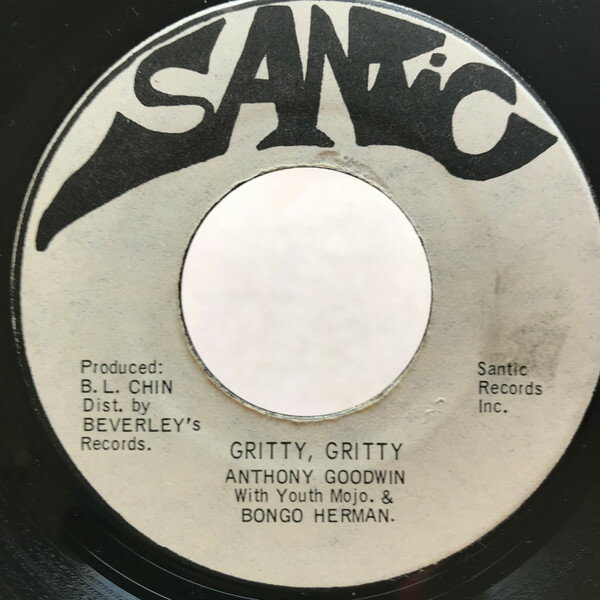 SANTIC
Produced:
B. L. CHIN
Dist. by
BEVERLEY's
Records.
Santic
Records
Inc.
GRITTY, GRITTY
ANTHONY GOODWIN
With Youth Mojo. &
BONGO HERMAN.